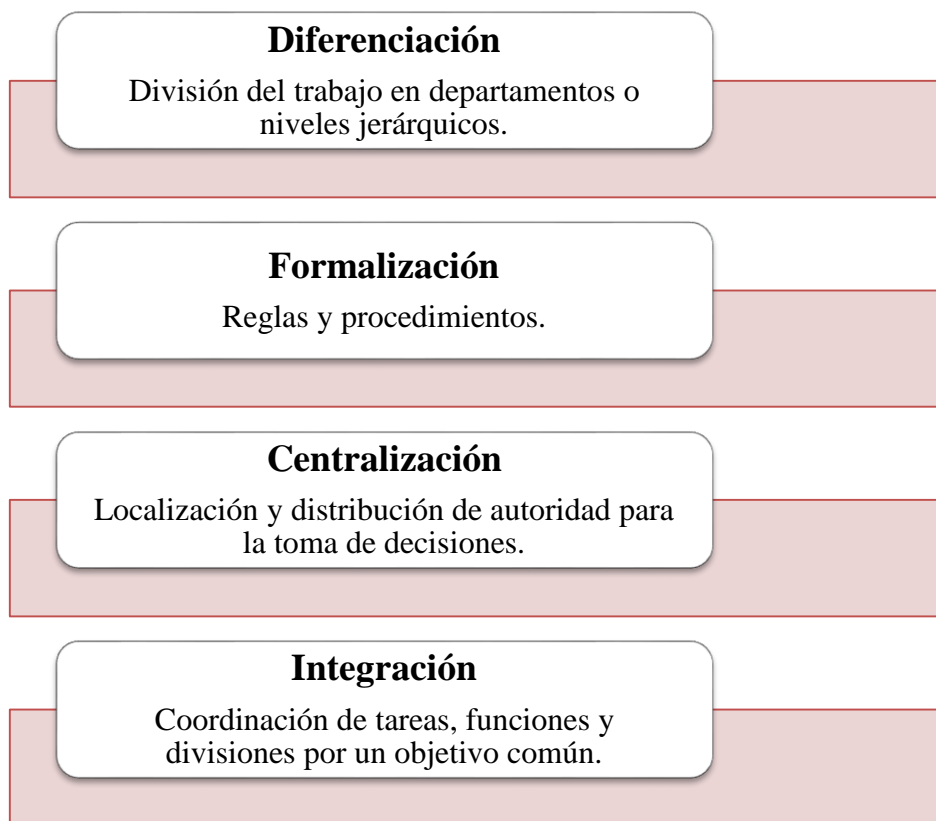 Diferenciación
División del trabajo en departamentos o
niveles jerárquicos.
Formalización
Reglas y procedimientos.
Centralización
Localización y distribución de autoridad para
la toma de decisiones.
Integración
Coordinación de tareas, funciones y
divisiones por un objetivo común.